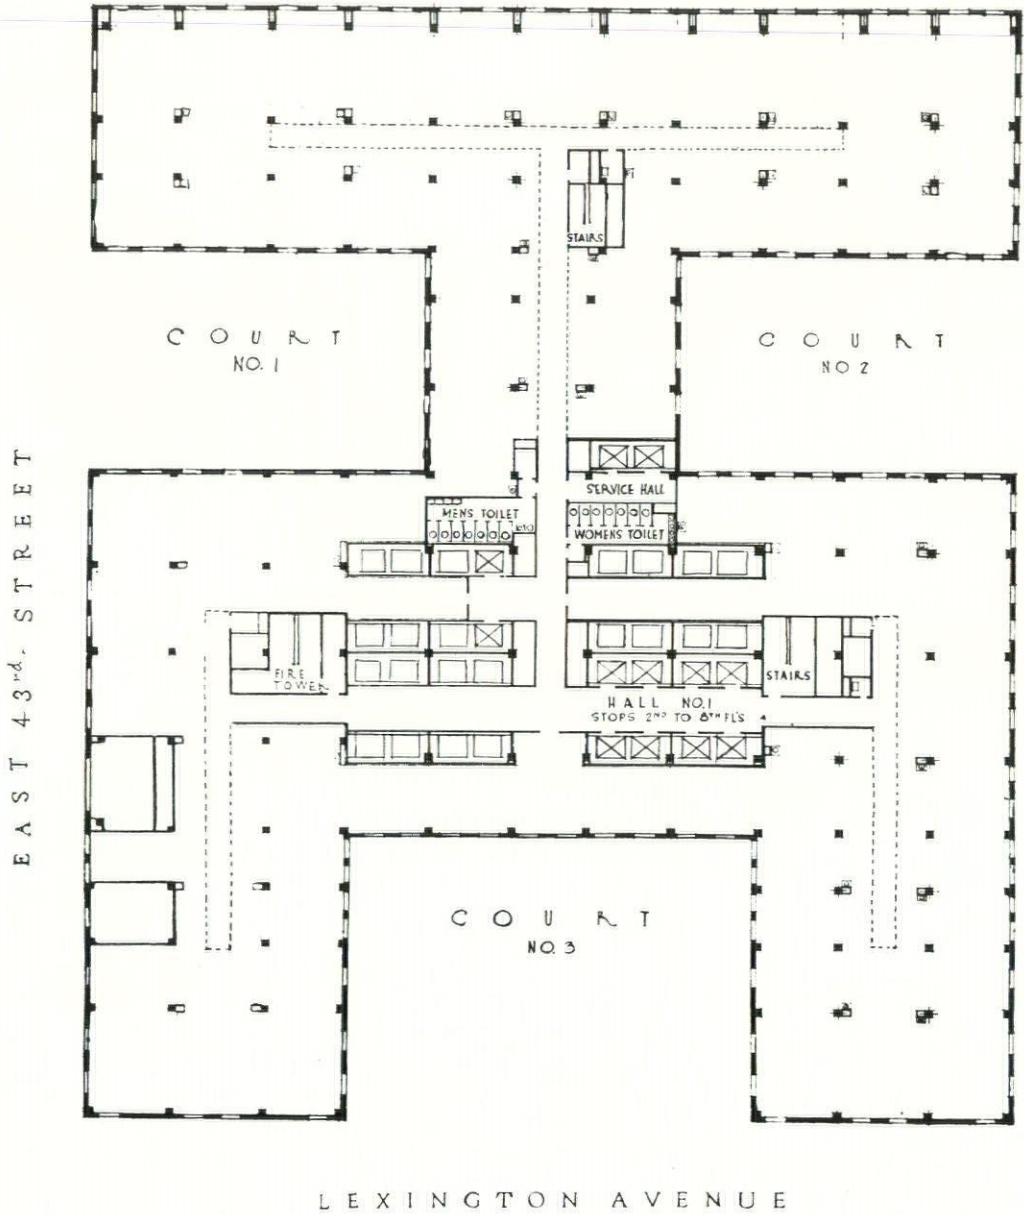 STAIRS
COURT
NO. 1
COURT
NO 2
SERVICE HALL
MENS TOILET
WOMENS TOILET
FIRE
TOWER
STAIRS
HALL NO. 1
STOPS 2ND TO 8TH FL'S
EAST 43rd. STREET
COURT
NO. 3
LEXINGTON AVENUE